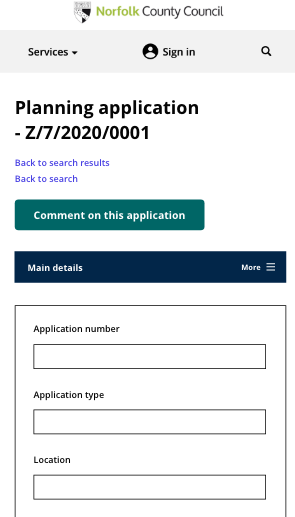 Norfolk County Council
Services
Sign in
Planning application
- Z/7/2020/0001
Back to search results
Back to search
Comment on this application
Main details
More
Application number
Application type
Location